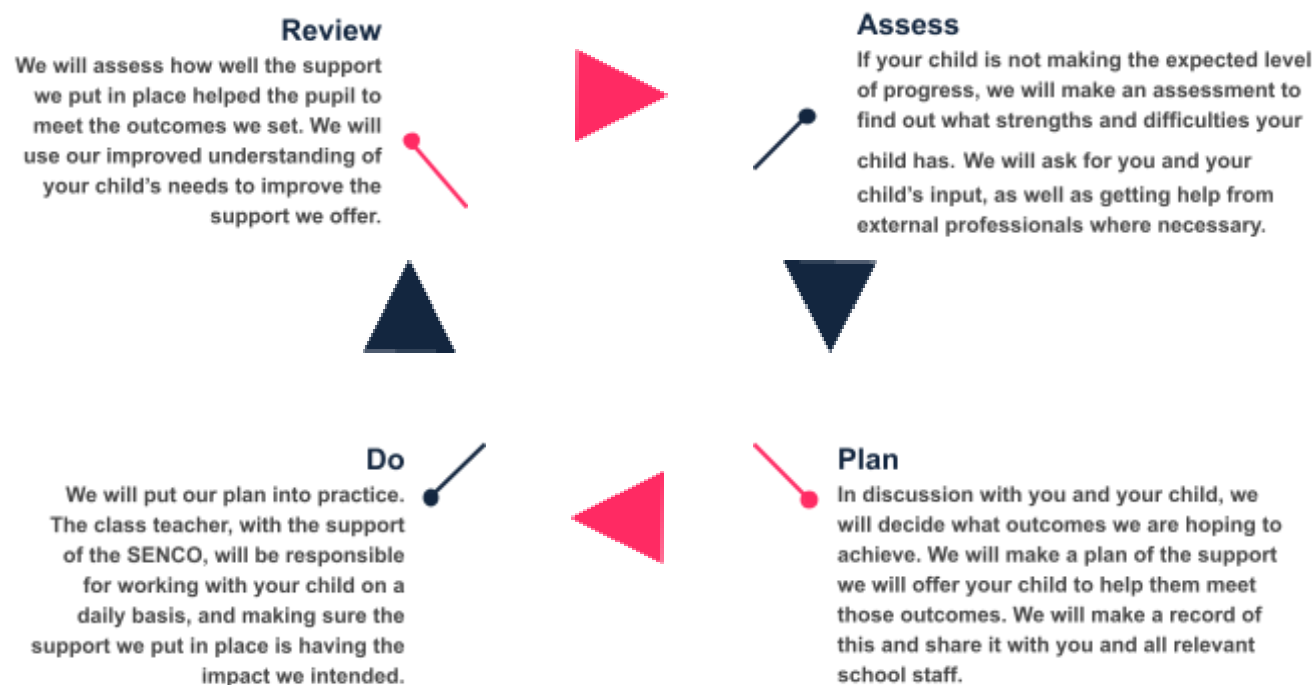 Review
We will assess how well the support
we put in place helped the pupil to
meet the outcomes we set. We will
use our improved understanding of
your child's needs to improve the
support we offer.
Assess
If your child is not making the expected level
of progress, we will make an assessment to
find out what strengths and difficulties your
child has. We will ask for you and your
child's input, as well as getting help from
external professionals where necessary.
Do
We will put our plan into practice.
The class teacher, with the support
of the SENCO, will be responsible
for working with your child on a
daily basis, and making sure the
support we put in place is having the
impact we intended.
Plan
In discussion with you and your child, we
will decide what outcomes we are hoping to
achieve. We will make a plan of the support
we will offer your child to help them meet
those outcomes. We will make a record of
this and share it with you and all relevant
school staff.